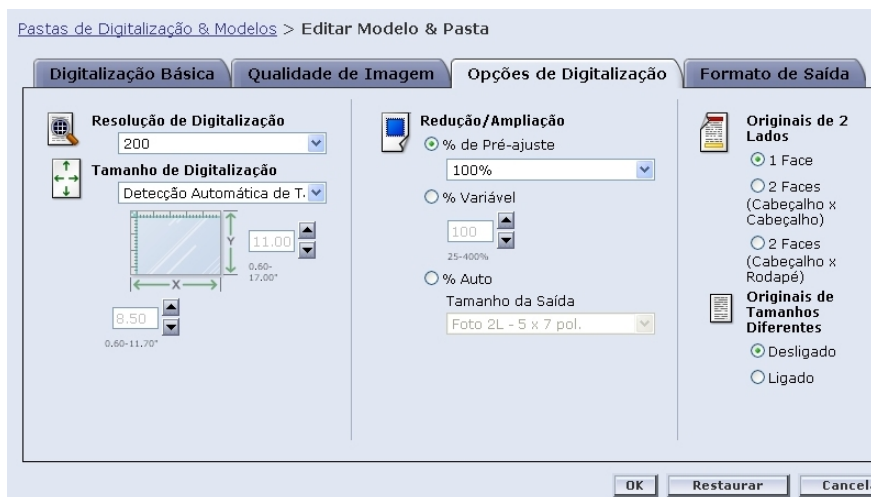 Pastas de Digitalização & Modelos > Editar Modelo & Pasta
Digitalização Básica
Qualidade de Imagem
Opções de Digitalização
Formato de Saída
Resolução de Digitalização
200
Tamanho de Digitalização
Detecção Automática de T.
Y
11.00
0.60-
17.00"
X
8.50
0.60-11.70"
Redução/Ampliação
% de Pré-ajuste
100%
% Variável
100
25-400%
% Auto
Tamanho da Saída
Foto 2L - 5 x 7 pol.
Originais de 2
Lados
1 Face
2 Faces
(Cabeçalho x
Cabeçalho)
2 Faces
(Cabeçalho x
Rodapé)
Originais de
Tamanhos
Diferentes
Desligado
Ligado
OK
Restaurar
Cancela